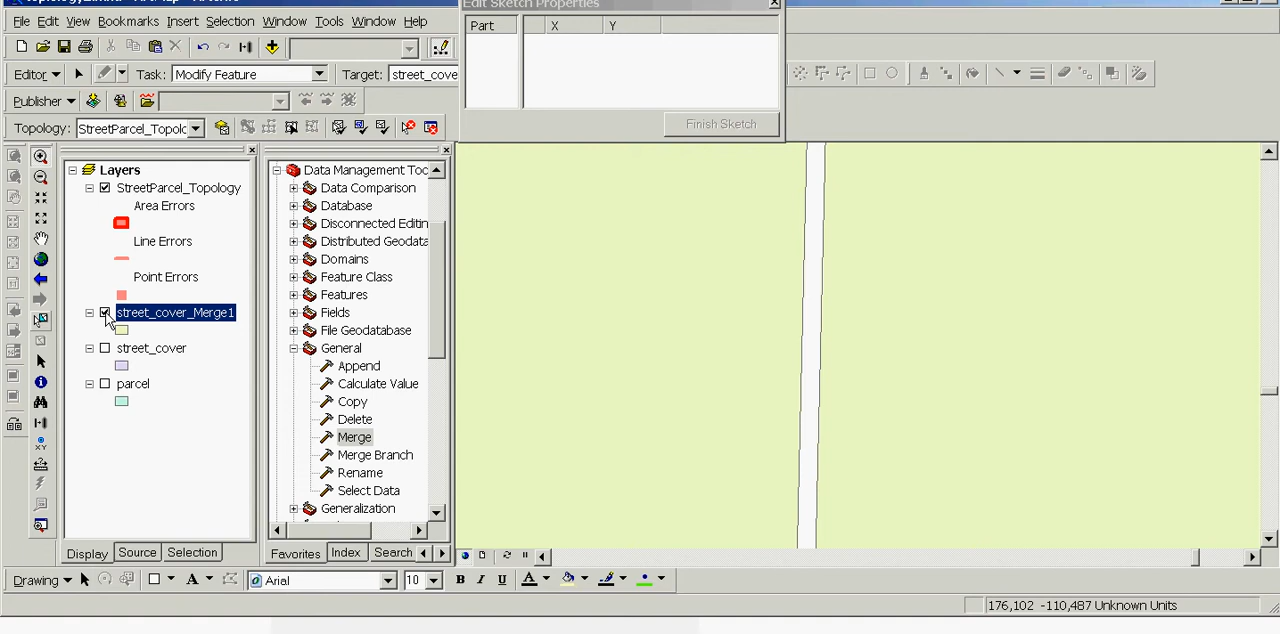 Edit Sketch Properties
File Edit View Bookmarks Insert Selection Window Tools Window Help
Part X Y
Editor Task: Modify Feature Target: street_cove
Publisher
Finish Sketch
Topology: StreetParcel_Topolo
Layers
StreetParcel_Topology
Area Errors
Line Errors
Point Errors
street_cover_Merge1
street_cover
parcel
Data Management Too
Data Comparison
Database
Disconnected Editin
Distributed Geodata
Domains
Feature Class
Features
Fields
File Geodatabase
General
Append
Calculate Value
Copy
Delete
Merge
Merge Branch
Rename
Select Data
Generalization
Display Source Selection
Favorites Index Search
Drawing A Arial 10 B I U A
176,102 -110,487 Unknown Units